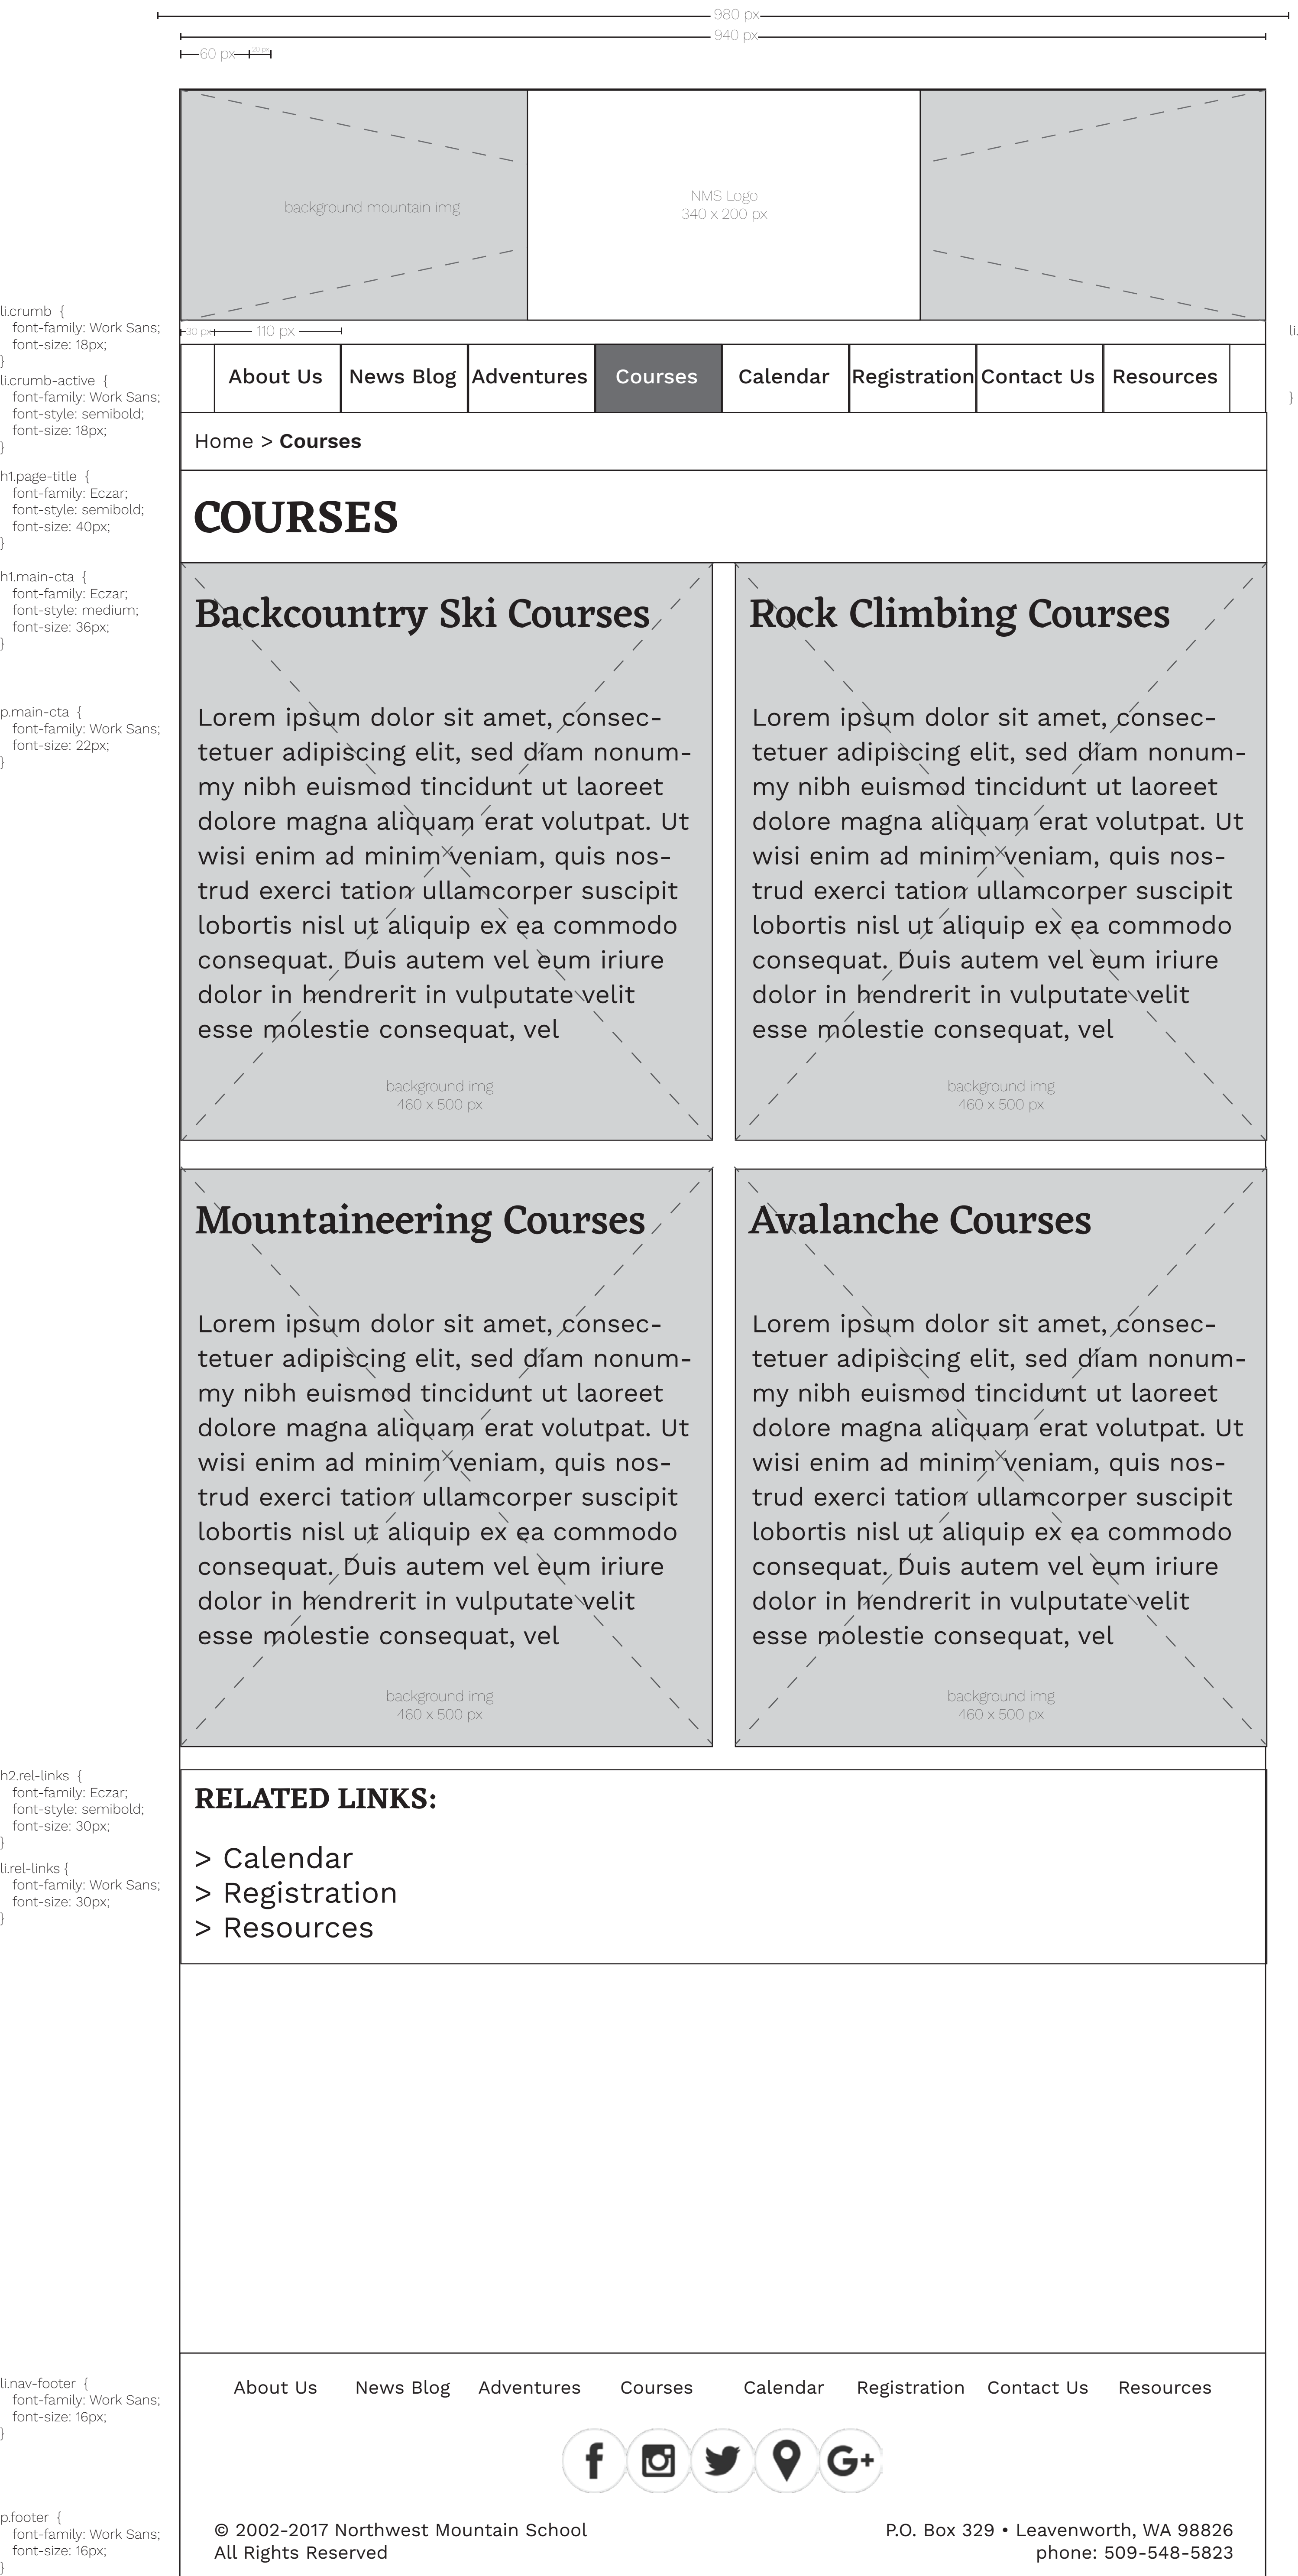 980 px
940 px
60 px
20 px
background mountain img
NMS Logo
340 x 200 px
li.crumb {
font-family: Work Sans;
font-size: 18px;
}
li.
}
30 px
110 px
li.crumb-active {
font-family: Work Sans;
font-style: semibold;
font-size: 18px;
}
About Us News Blog Adventures Courses Calendar Registration Contact Us Resources
Home > Courses
h1.page-title {
font-family: Eczar;
font-style: semibold;
font-size: 40px;
}
COURSES
h1.main-cta {
font-family: Eczar;
font-style: medium;
font-size: 36px;
}
p.main-cta {
font-family: Work Sans;
font-size: 22px;
}
Backcountry Ski Courses
Lorem ipsum dolor sit amet, consec-
tetuer adipiscing elit, sed diam nonum-
my nibh euismod tincidunt ut laoreet
dolore magna aliquam erat volutpat. Ut
wisi enim ad minim veniam, quis nos-
trud exerci tation ullamcorper suscipit
lobortis nisl ut aliquip ex ea commodo
consequat. Duis autem vel eum iriure
dolor in hendrerit in vulputate velit
esse molestie consequat, vel
background img
460 x 500 px
Rock Climbing Courses
Lorem ipsum dolor sit amet, consec-
tetuer adipiscing elit, sed diam nonum-
my nibh euismod tincidunt ut laoreet
dolore magna aliquam erat volutpat. Ut
wisi enim ad minim veniam, quis nos-
trud exerci tation ullamcorper suscipit
lobortis nisl ut aliquip ex ea commodo
consequat. Duis autem vel eum iriure
dolor in hendrerit in vulputate velit
esse molestie consequat, vel
background img
460 x 500 px
Mountaineering Courses
Lorem ipsum dolor sit amet, consec-
tetuer adipiscing elit, sed diam nonum-
my nibh euismod tincidunt ut laoreet
dolore magna aliquam erat volutpat. Ut
wisi enim ad minim veniam, quis nos-
trud exerci tation ullamcorper suscipit
lobortis nisl ut aliquip ex ea commodo
consequat. Duis autem vel eum iriure
dolor in hendrerit in vulputate velit
esse molestie consequat, vel
background img
460 x 500 px
Avalanche Courses
Lorem ipsum dolor sit amet, consec-
tetuer adipiscing elit, sed diam nonum-
my nibh euismod tincidunt ut laoreet
dolore magna aliquam erat volutpat. Ut
wisi enim ad minim veniam, quis nos-
trud exerci tation ullamcorper suscipit
lobortis nisl ut aliquip ex ea commodo
consequat. Duis autem vel eum iriure
dolor in hendrerit in vulputate velit
esse molestie consequat, vel
background img
460 x 500 px
h2.rel-links {
font-family: Eczar;
font-style: semibold;
font-size: 30px;
}
li.rel-links {
font-family: Work Sans;
font-size: 30px;
}
RELATED LINKS:
> Calendar
> Registration
> Resources
li.nav-footer {
font-family: Work Sans;
font-size: 16px;
}
About Us News Blog Adventures Courses Calendar Registration Contact Us Resources
f G+
p.footer {
font-family: Work Sans;
font-size: 16px;
}
© 2002-2017 Northwest Mountain School
All Rights Reserved
P.O. Box 329 • Leavenworth, WA 98826
phone: 509-548-5823